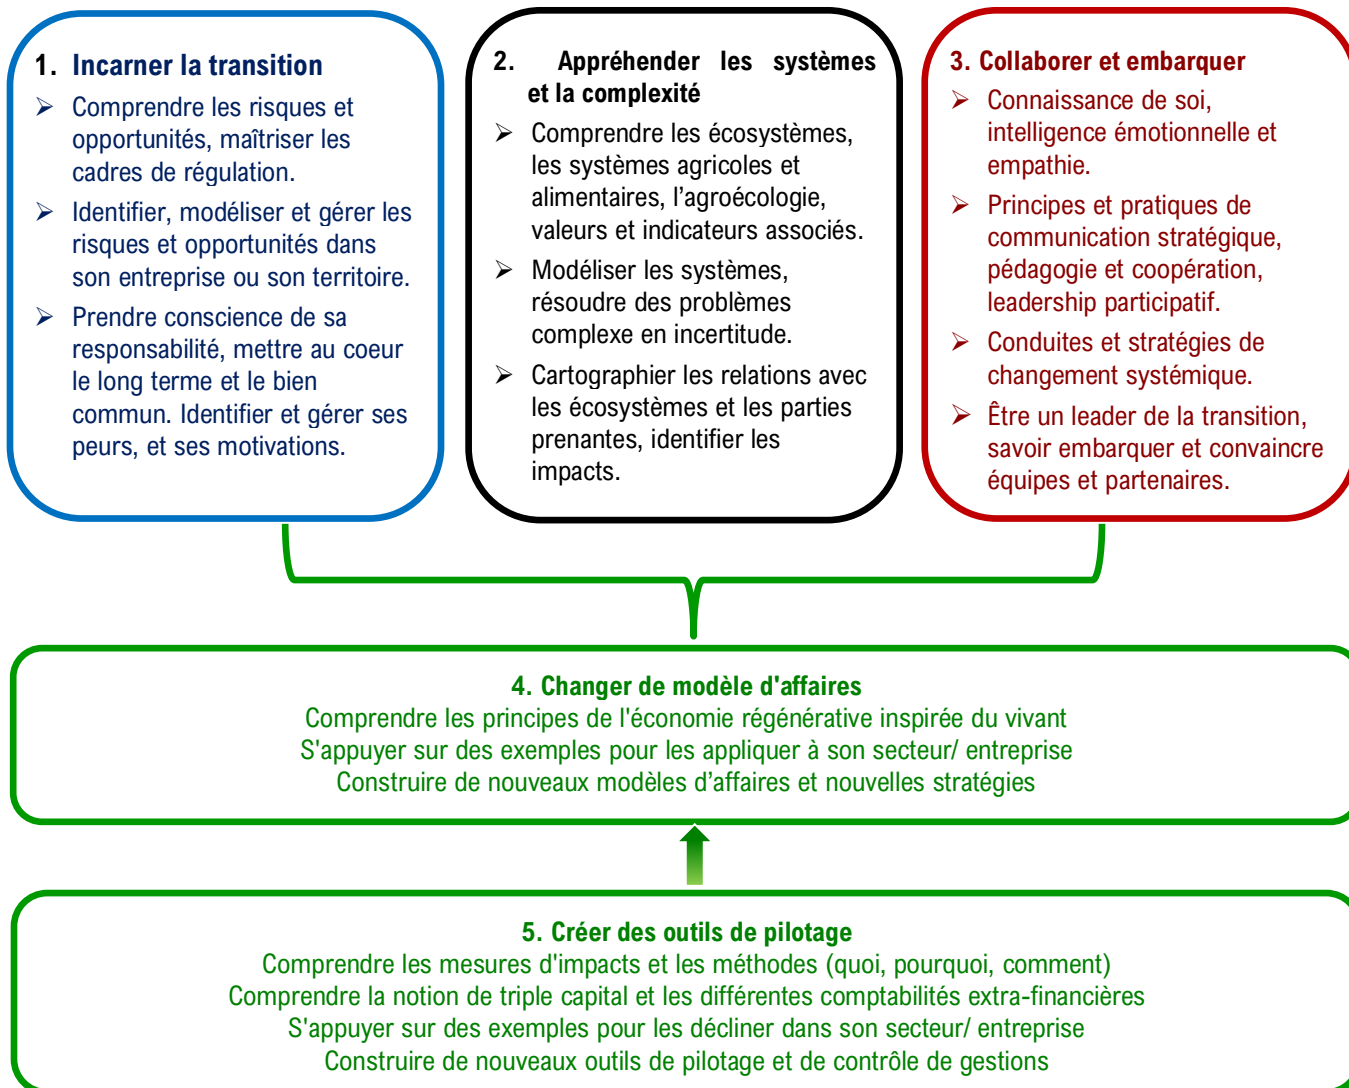 1. Incarner la transition
➢ Comprendre les risques et
opportunités, maîtriser les
cadres de régulation.
➢ Identifier, modéliser et gérer les
risques et opportunités dans
son entreprise ou son territoire.
➢ Prendre conscience de sa
responsabilité, mettre au coeur
le long terme et le bien
commun. Identifier et gérer ses
peurs, et ses motivations.
2. Appréhender les systèmes
et la complexité
➢ Comprendre les écosystèmes,
les systèmes agricoles et
alimentaires, l’agroécologie,
valeurs et indicateurs associés.
➢ Modéliser les systèmes,
résoudre des problèmes
complexe en incertitude.
➢ Cartographier les relations avec
les écosystèmes et les parties
prenantes, identifier les
impacts.
3. Collaborer et embarquer
➢ Connaissance de soi,
intelligence émotionnelle et
empathie.
➢ Principes et pratiques de
communication stratégique,
pédagogie et coopération,
leadership participatif.
➢ Conduites et stratégies de
changement systémique.
➢ Être un leader de la transition,
savoir embarquer et convaincre
équipes et partenaires.
4. Changer de modèle d'affaires
Comprendre les principes de l'économie régénérative inspirée du vivant
S'appuyer sur des exemples pour les appliquer à son secteur/ entreprise
Construire de nouveaux modèles d’affaires et nouvelles stratégies
5. Créer des outils de pilotage
Comprendre les mesures d'impacts et les méthodes (quoi, pourquoi, comment)
Comprendre la notion de triple capital et les différentes comptabilités extra-financières
S'appuyer sur des exemples pour les décliner dans son secteur/ entreprise
Construire de nouveaux outils de pilotage et de contrôle de gestions